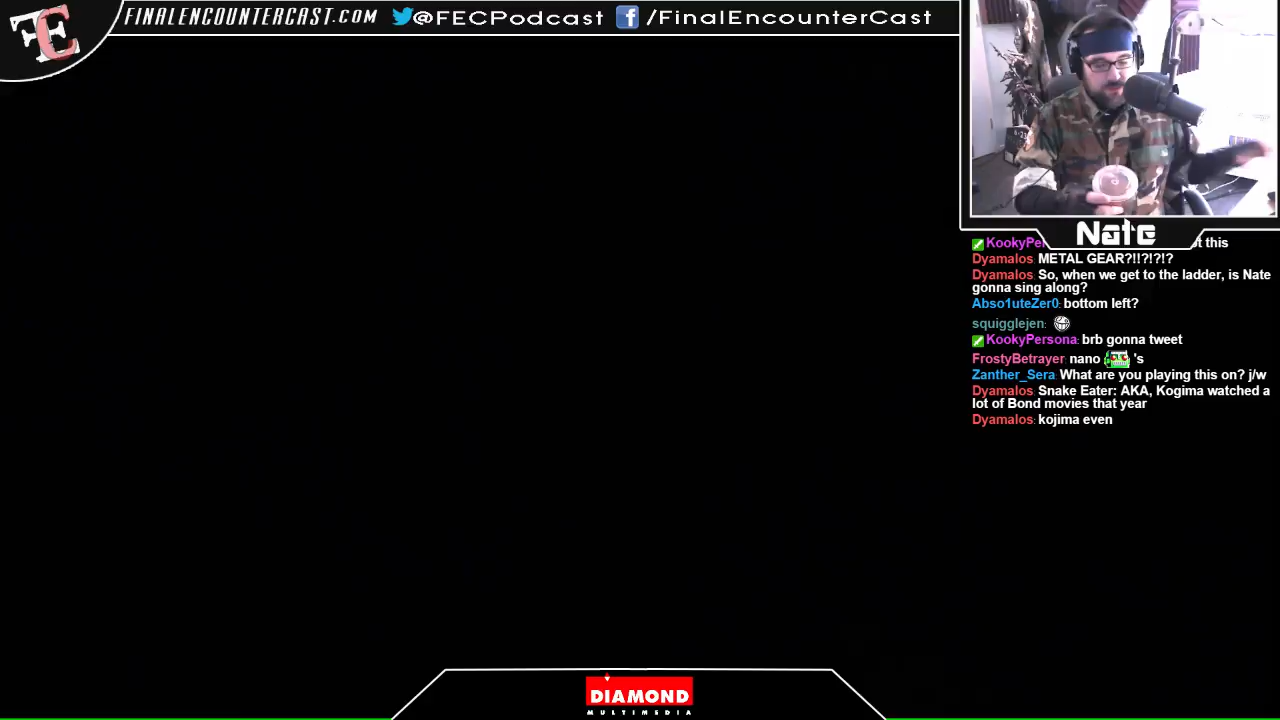 FEC
FINALENCOUNTERCAST.COM
@FECPodcast
/FinalEncounterCast
Nate
t this
Dyamalos: METAL GEAR?!!?!?!?
Dyamalos: So, when we get to the ladder, is Nate
gonna sing along?
Abso1uteZer0: bottom left?
squigglejen:
KookyPersona: brb gonna tweet
FrostyBetrayer: nano 's
Zanther_Sera: What are you playing this on? j/w
Dyamalos: Snake Eater: AKA, Kogima watched a
lot of Bond movies that year
Dyamalos: kojima even
DIAMOND
MULTIMEDIA